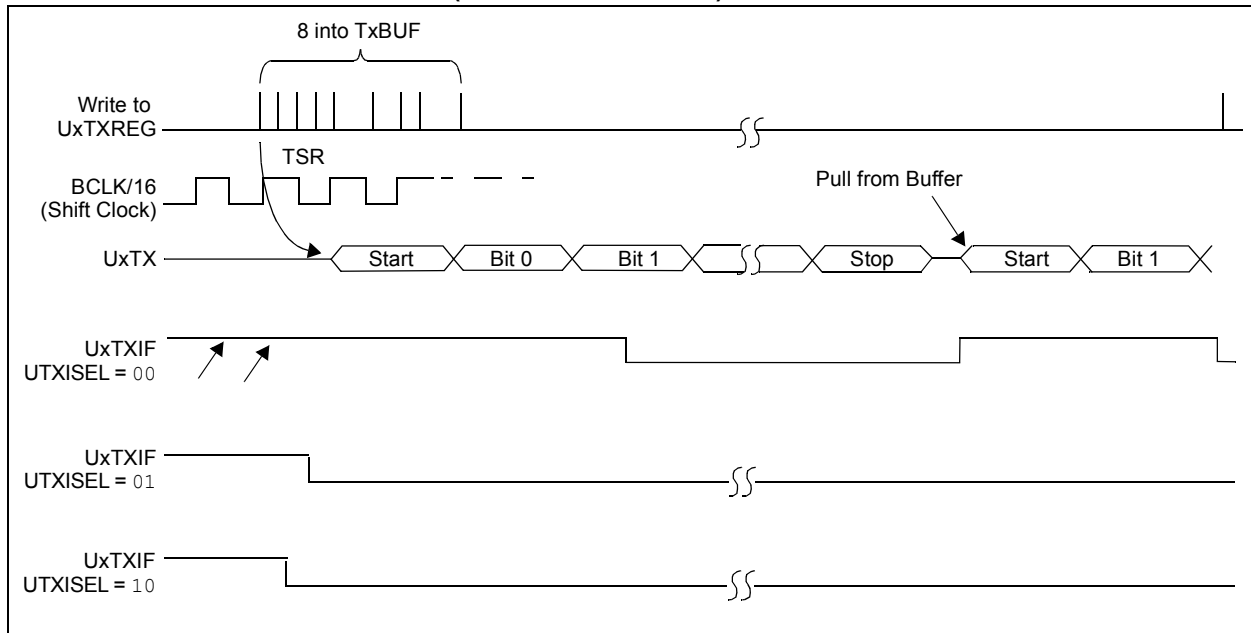 8 into TxBUF
Write to
UxTXREG
TSR
BCLK/16
(Shift Clock)
Pull from Buffer
UxTX
Start
Bit 0
Bit 1
Stop
Start
Bit 1
UxTXIF
UTXISEL = 00
UxTXIF
UTXISEL = 01
UxTXIF
UTXISEL = 10